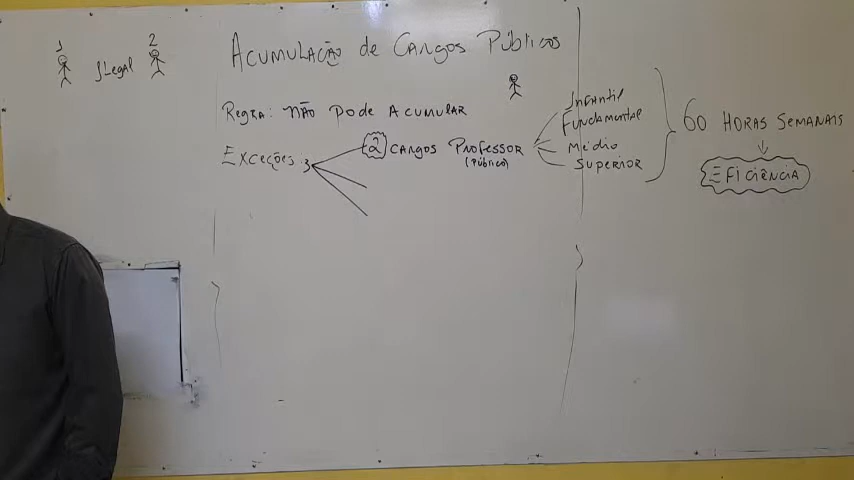 1
2
Legal
Acumulação de Cargos Públicos
Regra: não pode Acumular
Exceções 3
2 cargos Professor
(Público)
Infantil
Fundamental
Médio
Superior
60 Horas Semanais
Eficiência